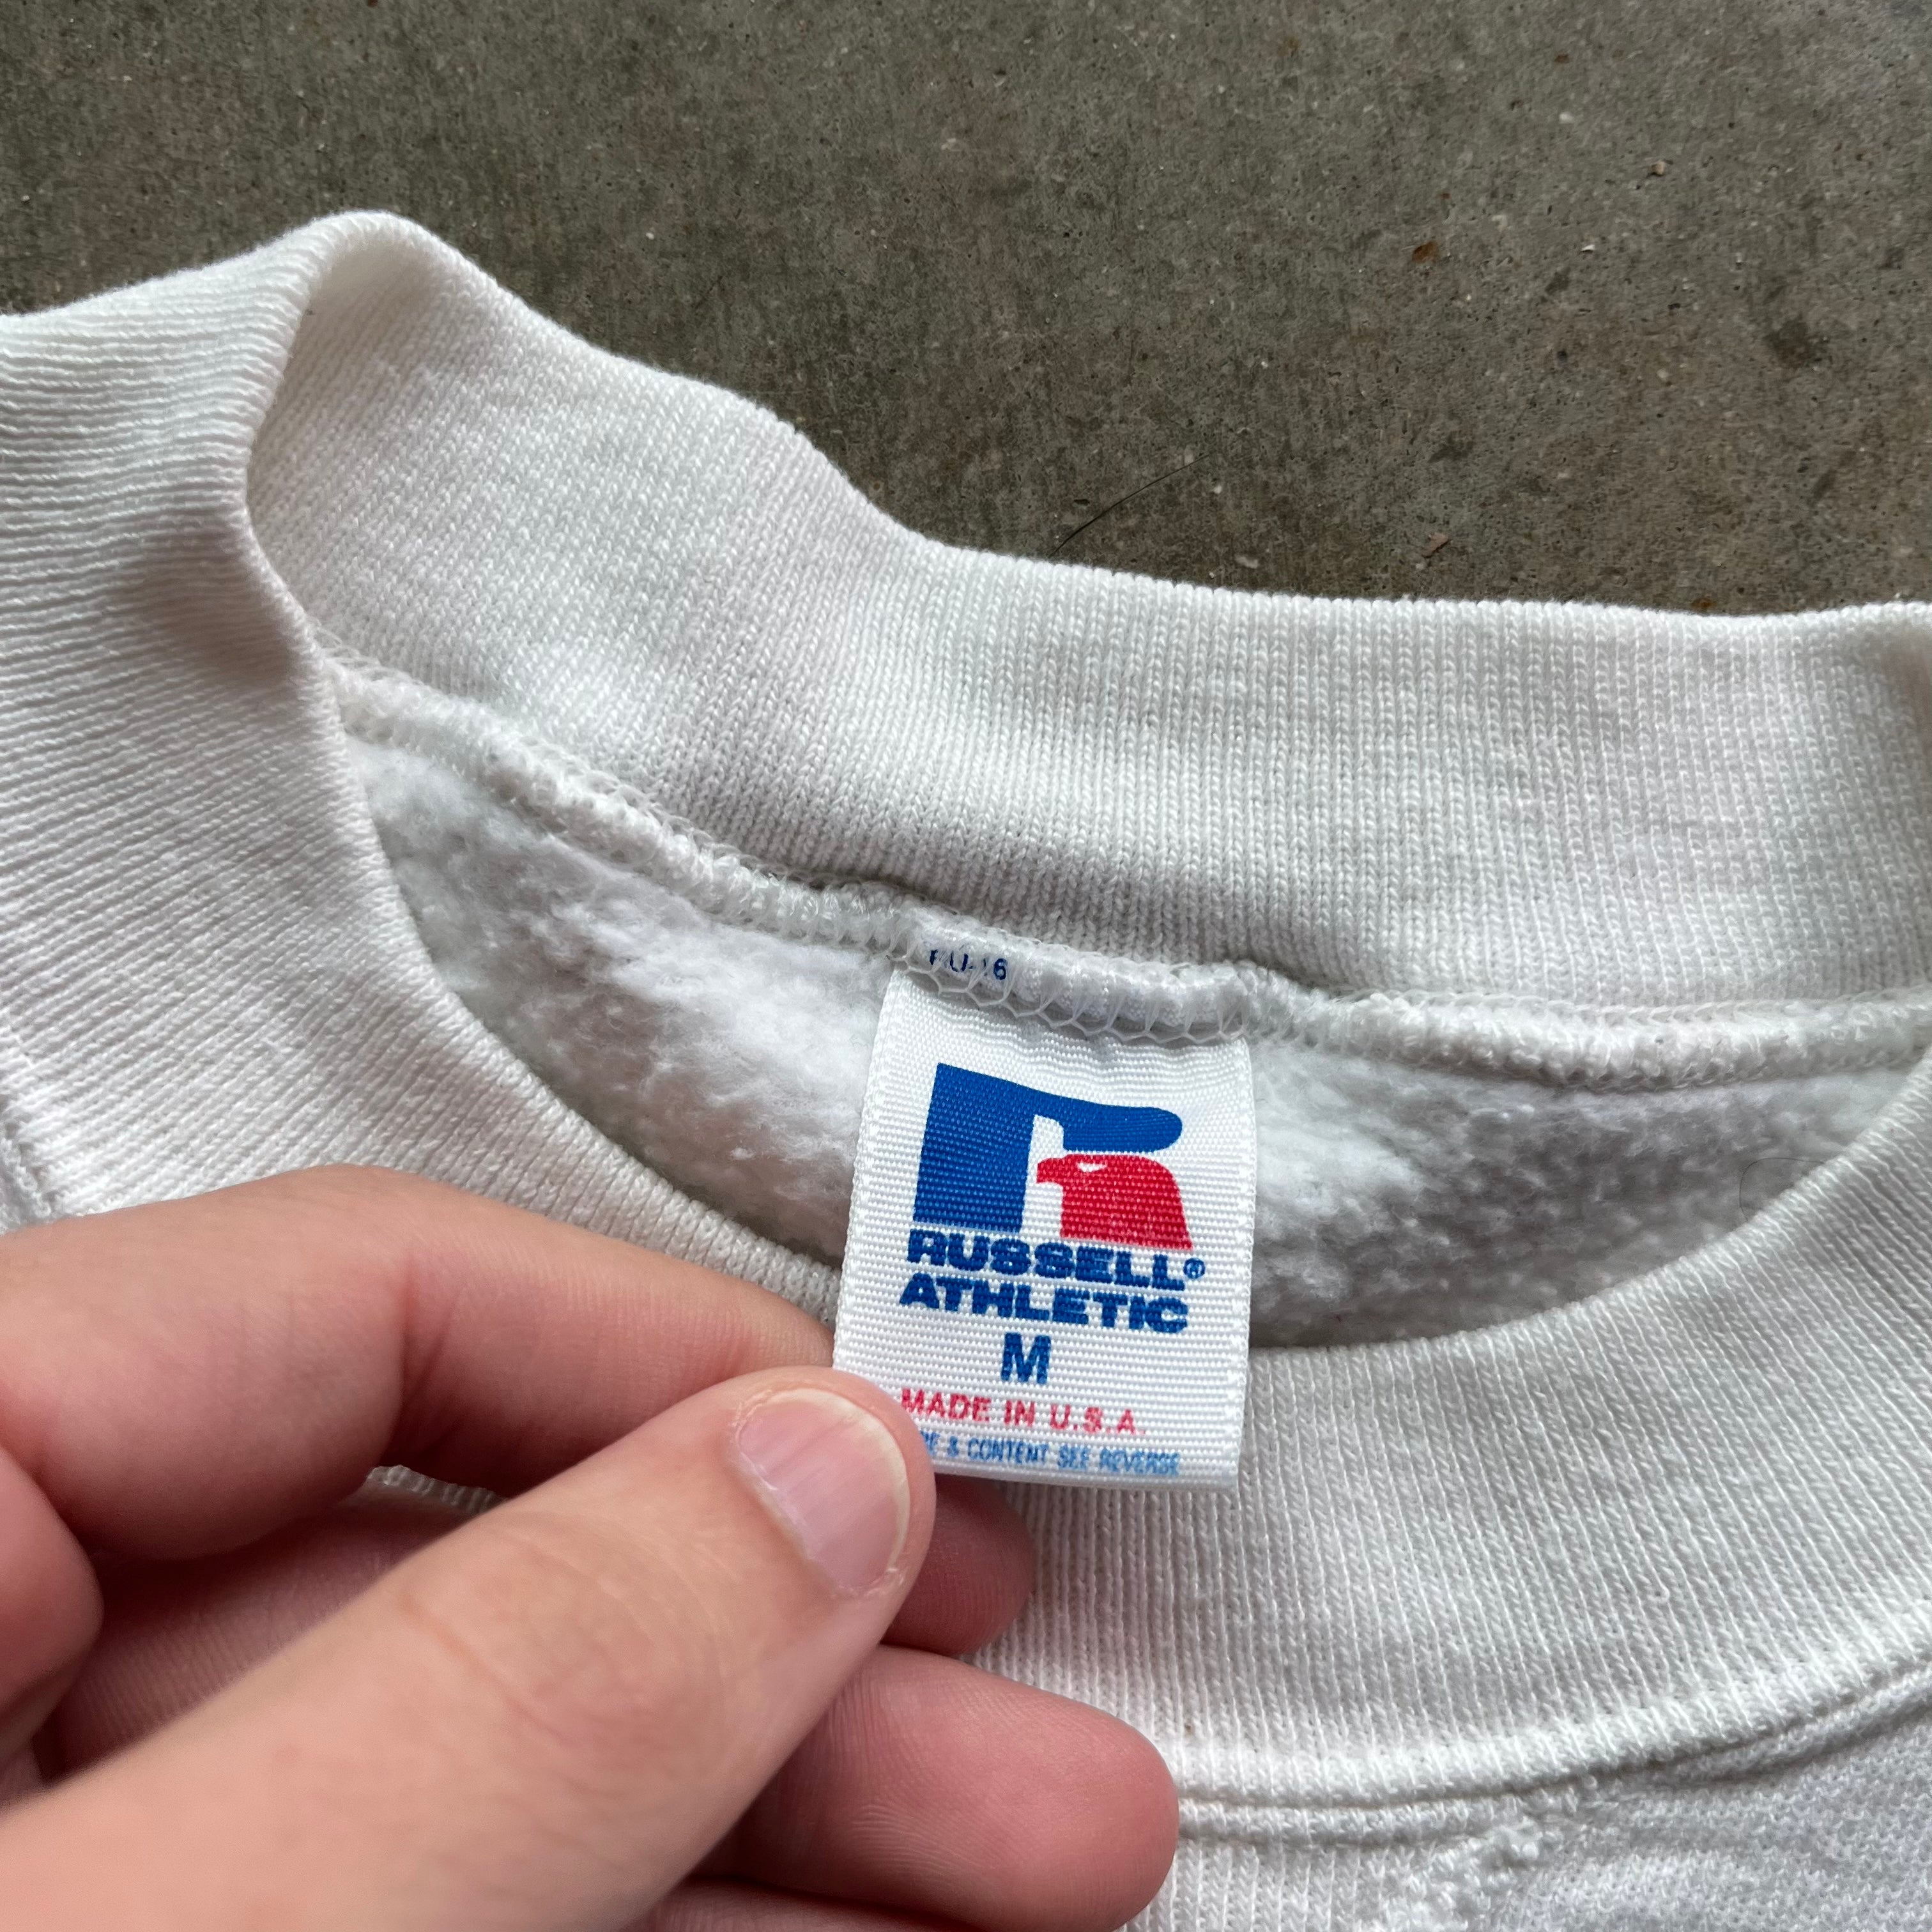 RUSSELL®
ATHLETIC
M
MADE IN U.S.A.
& CONTENT SEE REVERSE